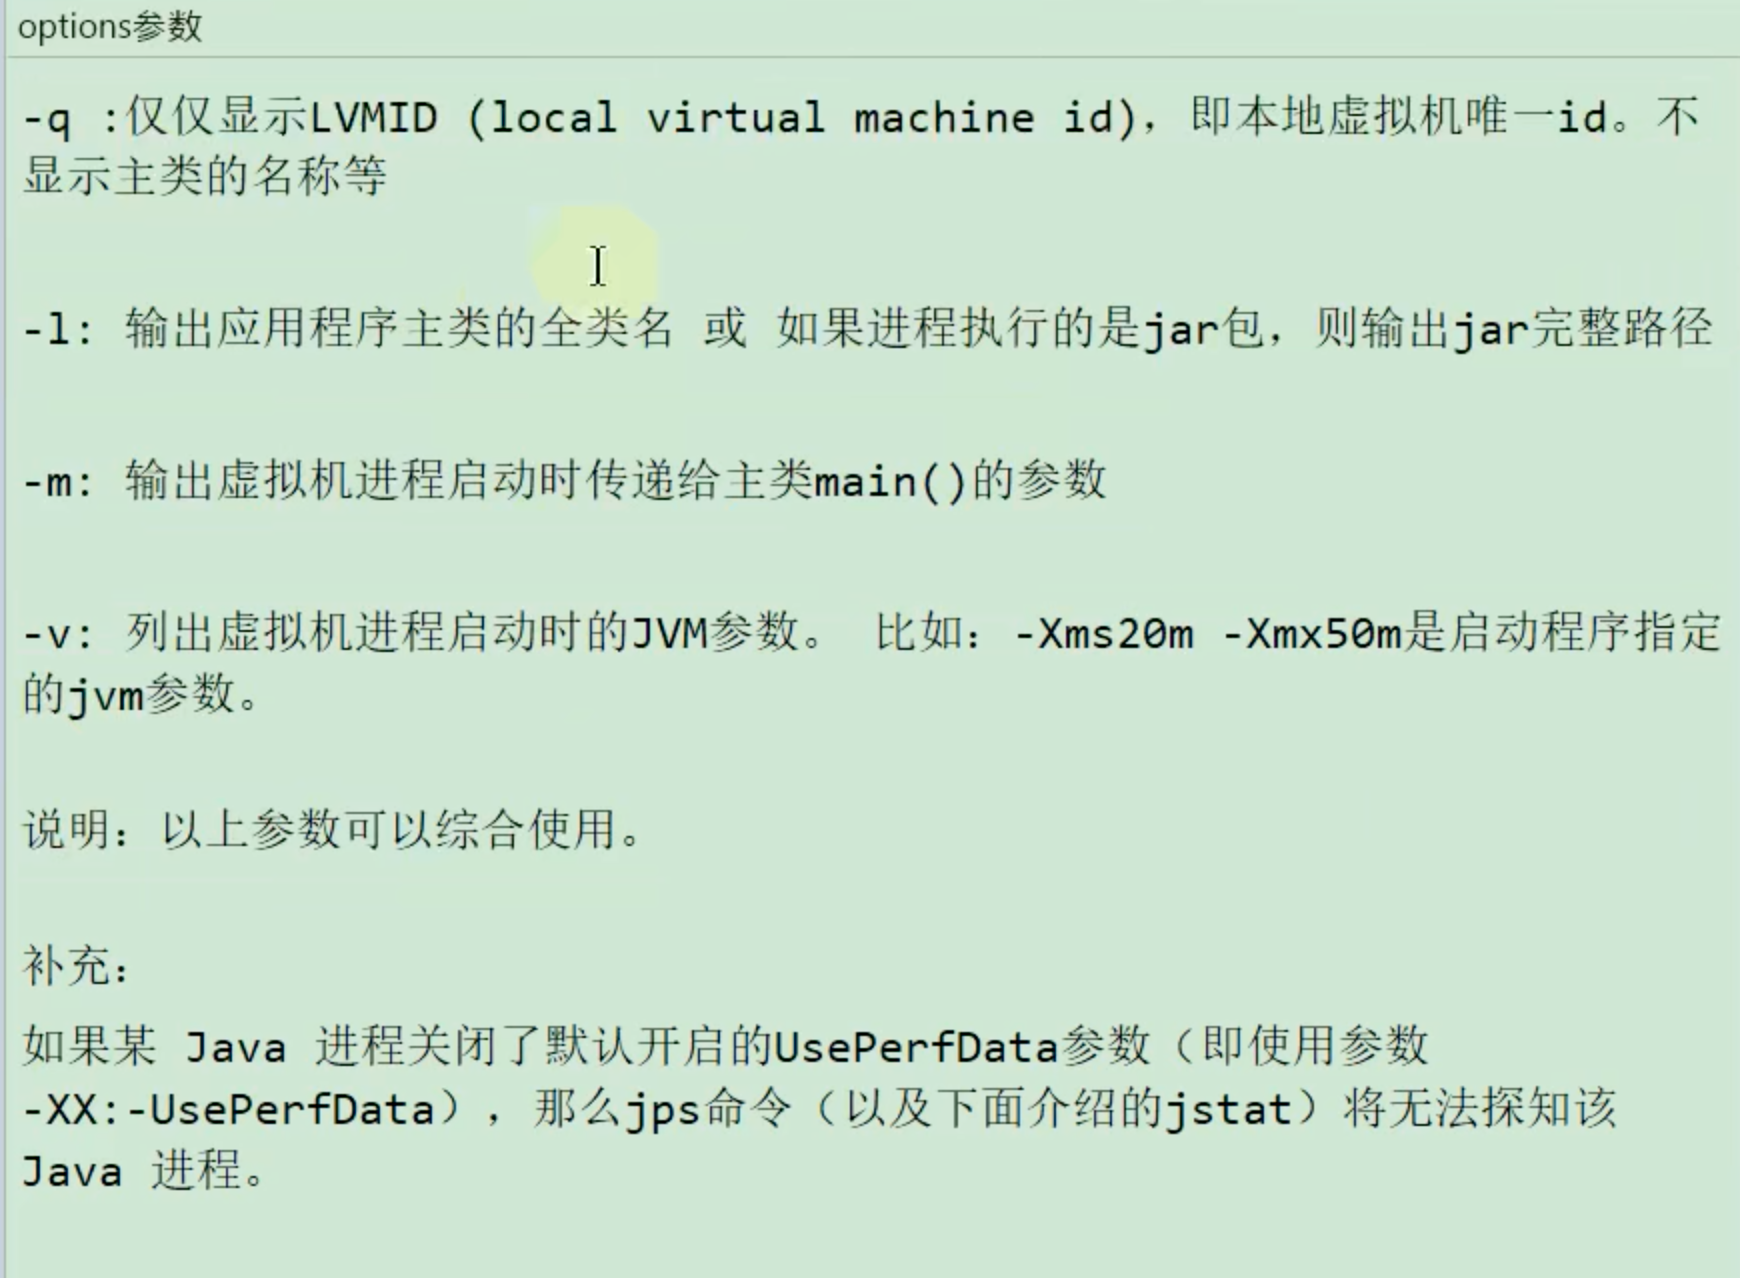 options参数
-q :仅仅显示LVMID (local virtual machine id)，即本地虚拟机唯一id。不
显示主类的名称等
-l: 输出应用程序主类的全类名 或 如果进程执行的是jar包，则输出jar完整路径
-m: 输出虚拟机进程启动时传递给主类main()的参数
-v: 列出虚拟机进程启动时的JVM参数。 比如：-Xms20m -Xmx50m是启动程序指定
的jvm参数。
说明：以上参数可以综合使用。
补充：
如果某 Java 进程关闭了默认开启的UsePerfData参数（即使用参数
-XX:-UsePerfData），那么jps命令（以及下面介绍的jstat）将无法探知该
Java 进程。